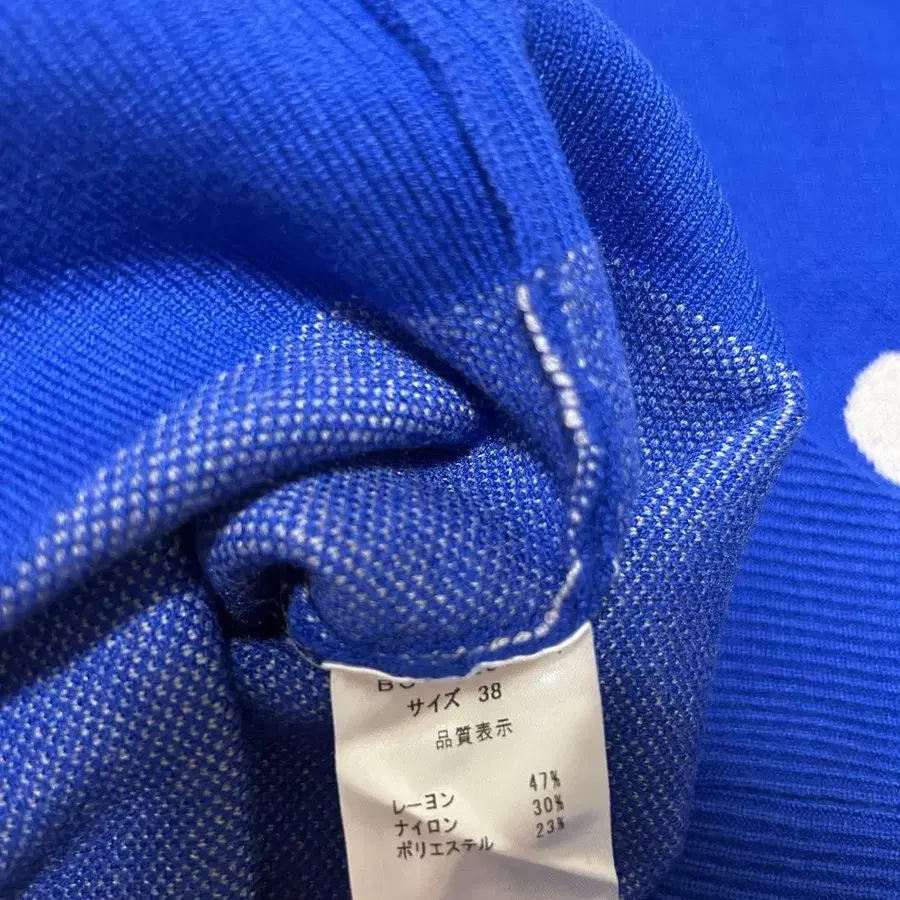 サイズ 38
品質表示
レーヨン 47%
ナイロン 30%
ポリエステル 23%